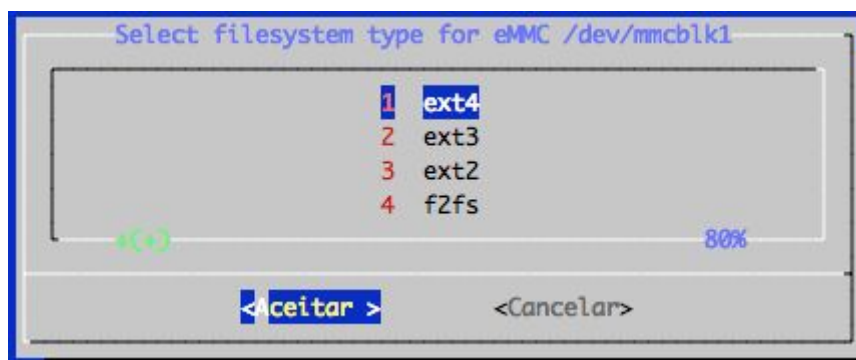 Select filesystem type for eMMC /dev/mmcblk1
1 ext4
2 ext3
3 ext2
4 f2fs
↓(+) 80%
<Aceitar > <Cancelar>